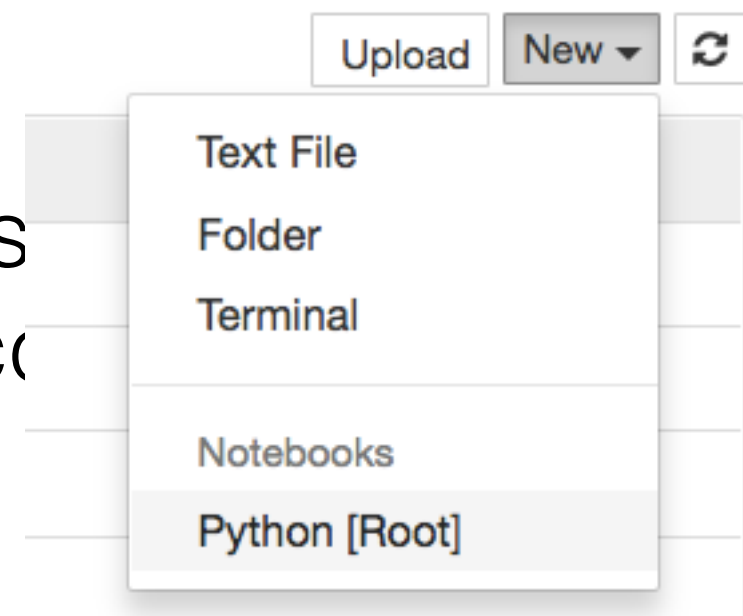 Upload New
Text File
Folder
Terminal
Notebooks
Python [Root]